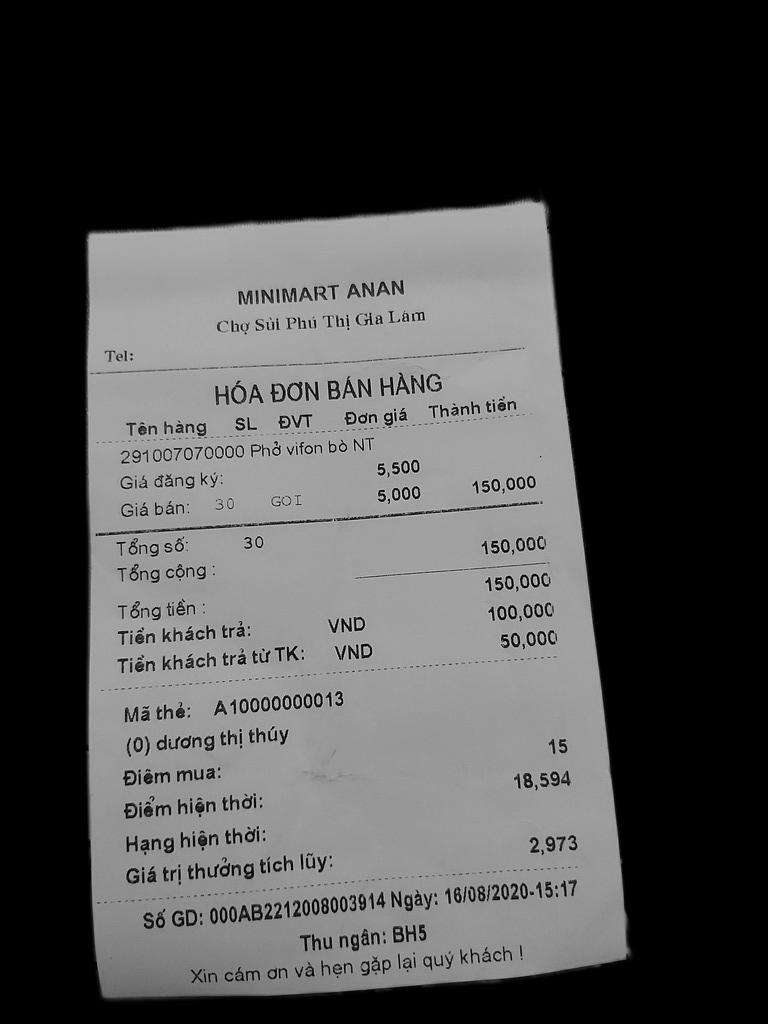 MINIMART ANAN
Chợ Sủi Phú Thị Gia Lâm
Tel:
HÓA ĐƠN BÁN HÀNG
Tên hàng SL ĐVT Đơn giá Thành tiền
291007070000 Phở vifon bò NT
Giá đăng ký: 5,500
Giá bán: 30 GOI 5,000 150,000
Tổng số: 30
Tổng cộng : 150,000
Tổng tiền : 150,000
Tiền khách trả: VND 100,000
Tiền khách trả từ TK: VND 50,000
Mã thẻ: A10000000013
(0) dương thị thúy
Điểm mua: 15
Điểm hiện thời: 18,594
Hạng hiện thời:
Giá trị thưởng tích lũy: 2,973
Số GD: 000AB2212008003914 Ngày: 16/08/2020-15:17
Thu ngân: BH5
Xin cám ơn và hẹn gặp lại quý khách !